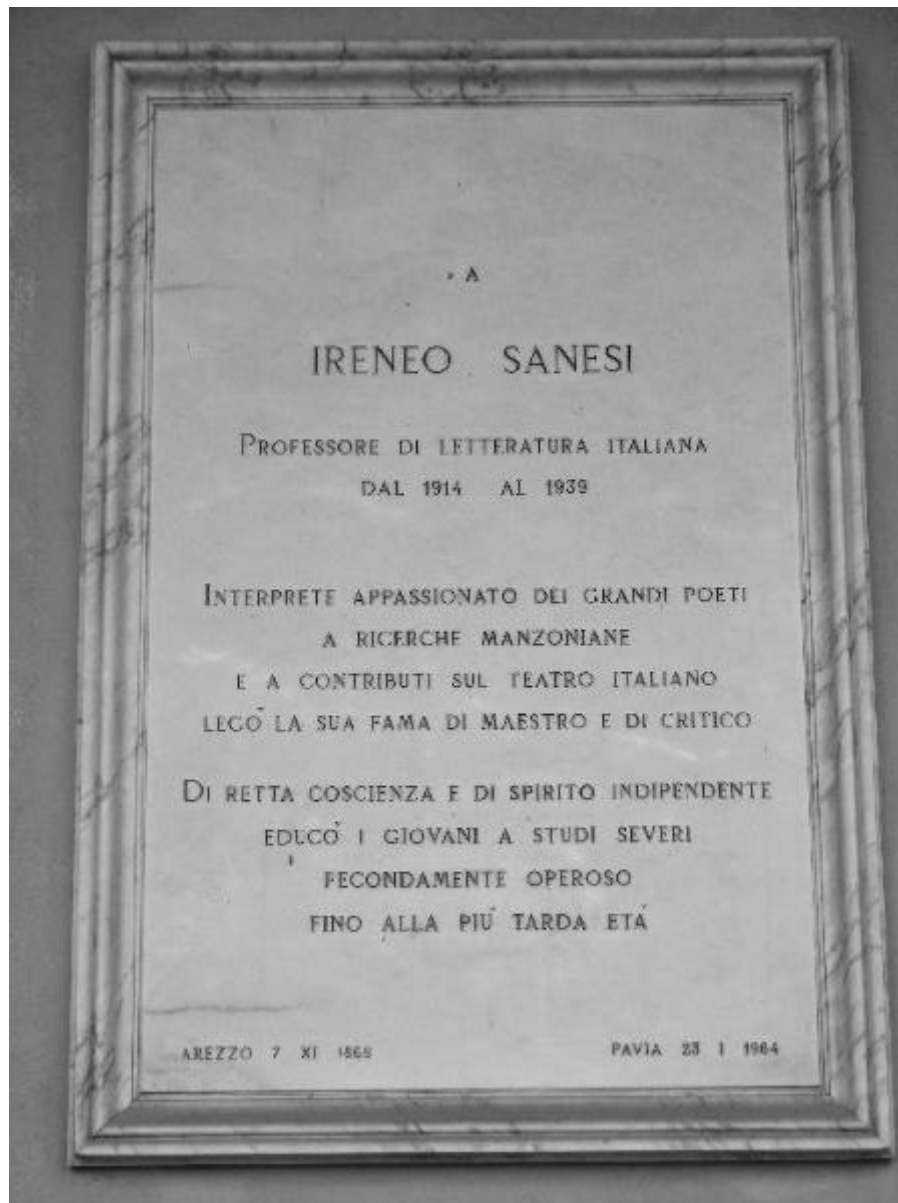 A
IRENEO SANESI
PROFESSORE DI LETTERATURA ITALIANA
DAL 1914 AL 1939
INTERPRETE APPASSIONATO DEI GRANDI POETI
A RICERCHE MANZONIANE
E A CONTRIBUTI SUL TEATRO ITALIANO
LEGÒ LA SUA FAMA DI MAESTRO E DI CRITICO
DI RETTA COSCIENZA E DI SPIRITO INDIPENDENTE
EDUCÒ I GIOVANI A STUDI SEVERI
FECONDAMENTE OPEROSO
FINO ALLA PIÙ TARDA ETÀ
AREZZO 7 XI
PAVIA 23 I 1964